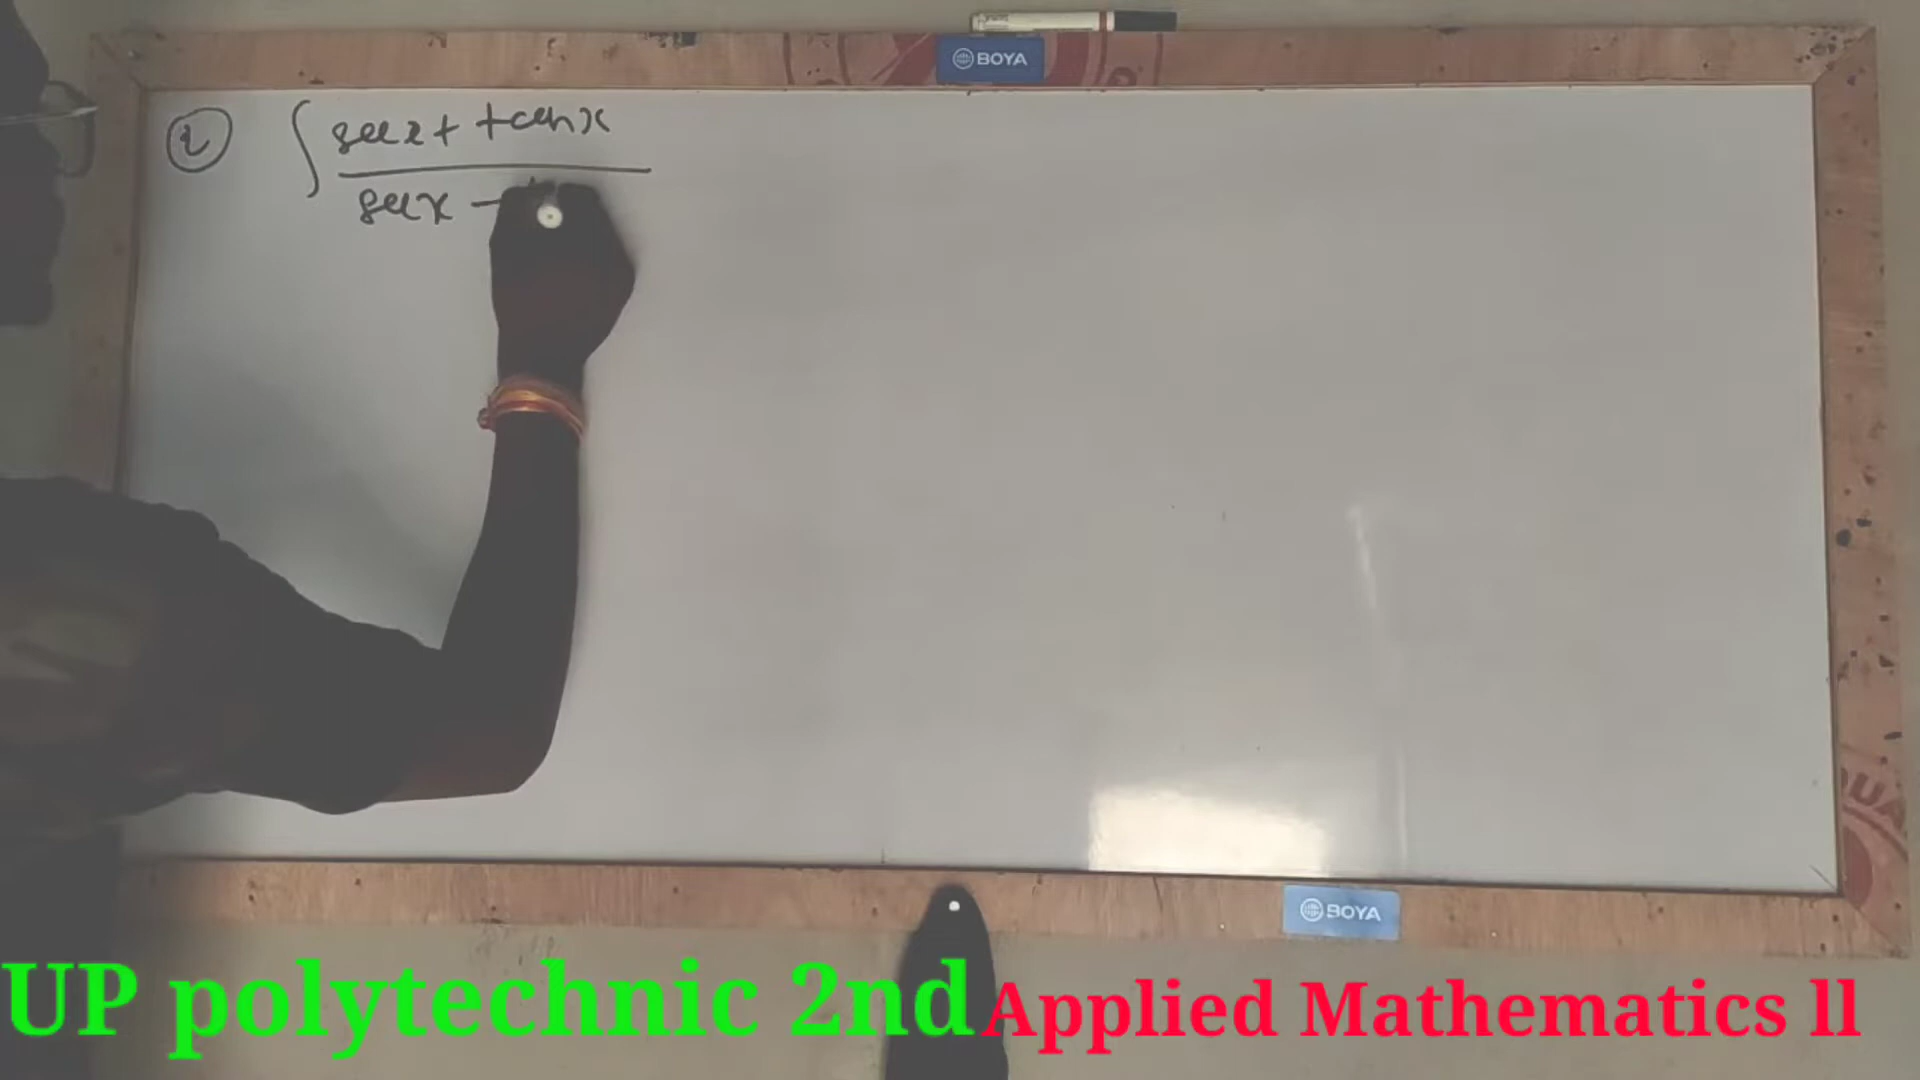 BOYA
② ∫ secx + tanx
secx -
BOYA
UP polytechnic 2nd Applied Mathematics ll